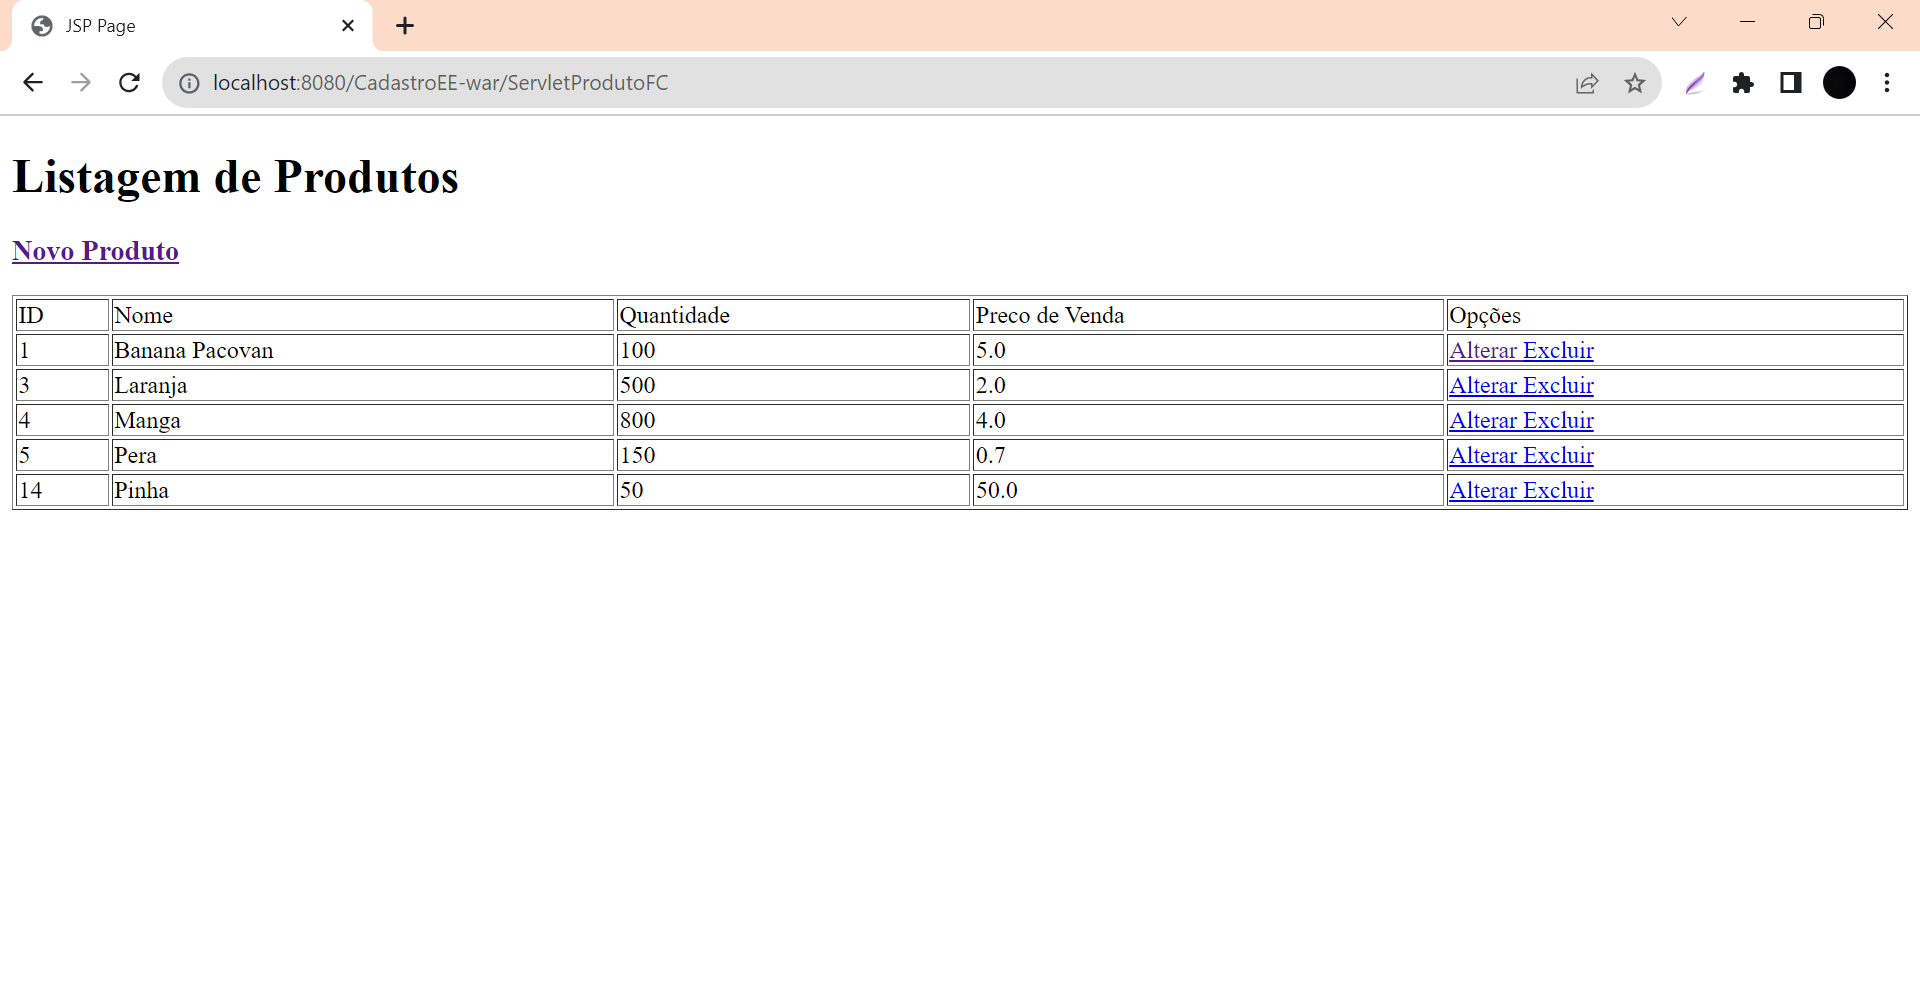 JSP Page
localhost:8080/CadastroEE-war/ServletProdutoFC
Listagem de Produtos
Novo Produto
ID Nome Quantidade Preco de Venda Opções
1 Banana Pacovan 100 5.0 Alterar Excluir
3 Laranja 500 2.0 Alterar Excluir
4 Manga 800 4.0 Alterar Excluir
5 Pera 150 0.7 Alterar Excluir
14 Pinha 50 50.0 Alterar Excluir